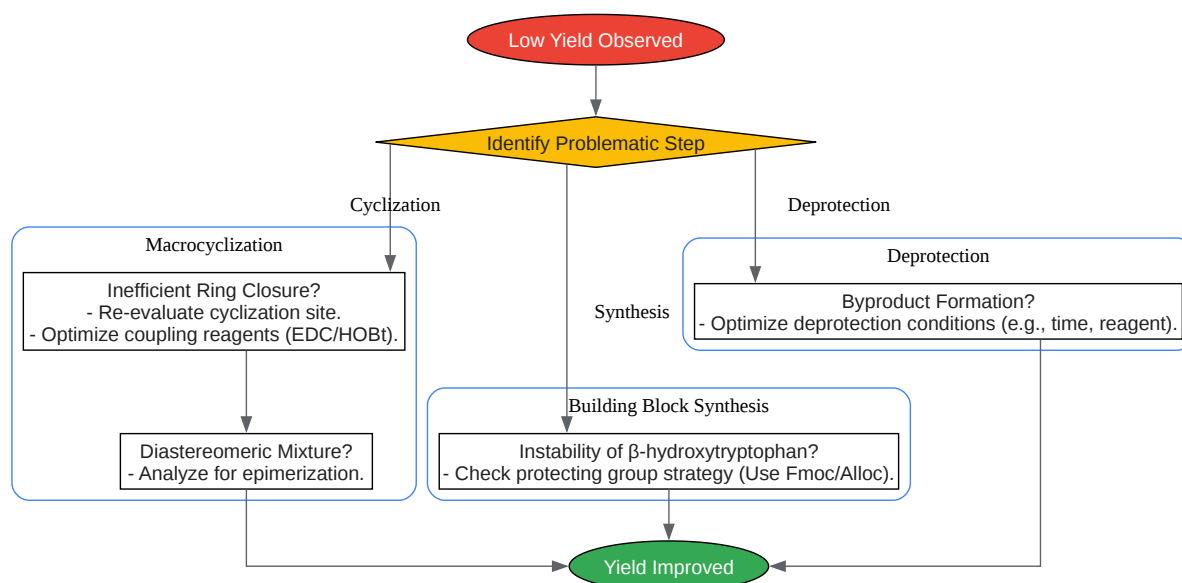 Low Yield Observed
Identify Problematic Step
Cyclization
Deprotection
Synthesis
Macrocyclization
Inefficient Ring Closure?
- Re-evaluate cyclization site.
- Optimize coupling reagents (EDC/HOBt).
Diastereomeric Mixture?
- Analyze for epimerization.
Building Block Synthesis
Instability of β-hydroxytryptophan?
- Check protecting group strategy (Use Fmoc/Alloc).
Deprotection
Byproduct Formation?
- Optimize deprotection conditions (e.g., time, reagent).
Yield Improved